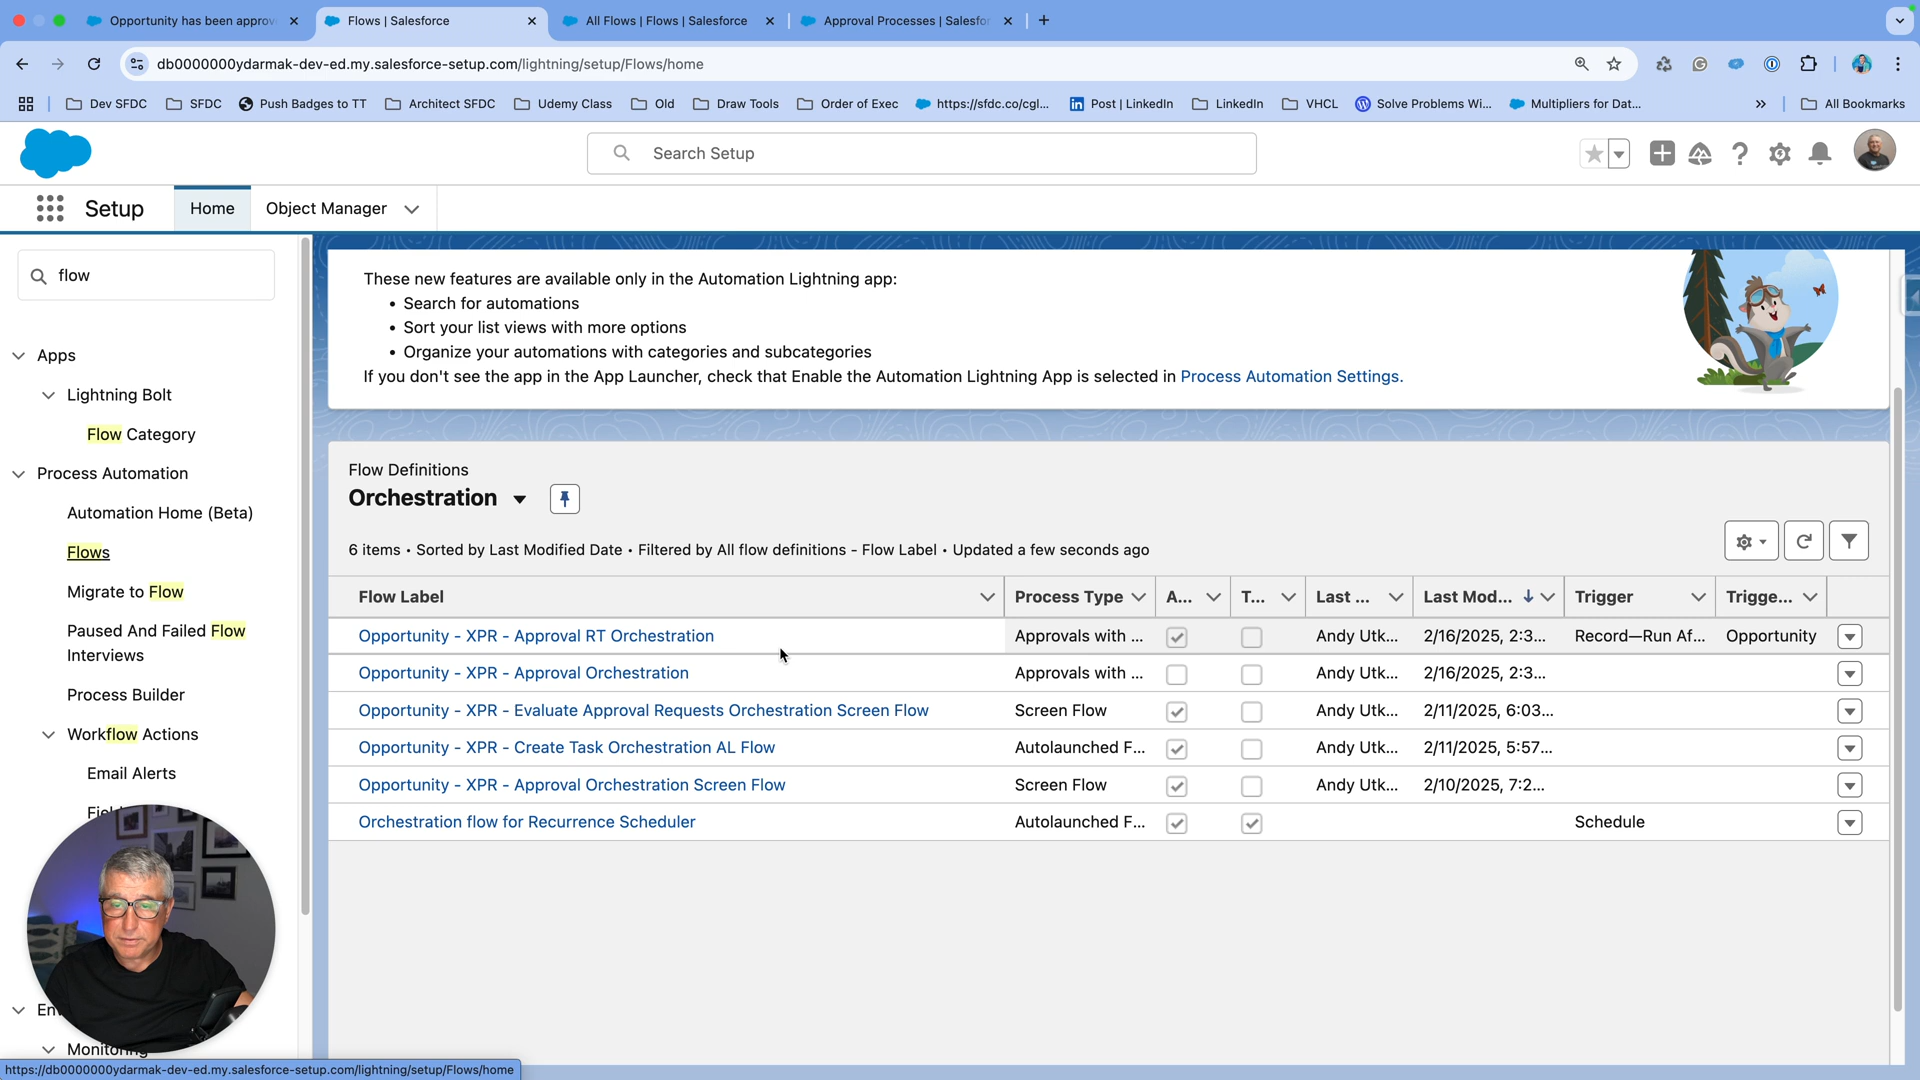 Opportunity has been approv
Flows | Salesforce
All Flows | Flows | Salesforce
Approval Processes | Salesfor
db0000000ydarmak-dev-ed.my.salesforce-setup.com/lightning/setup/Flows/home
Dev SFDC
SFDC
Push Badges to TT
Architect SFDC
Udemy Class
Old
Draw Tools
Order of Exec
https://sfdc.co/cgl...
Post | LinkedIn
LinkedIn
VHCL
Solve Problems Wi...
Multipliers for Dat...
All Bookmarks
Search Setup
Setup
Home
Object Manager
flow
Apps
Lightning Bolt
Flow Category
Process Automation
Automation Home (Beta)
Flows
Migrate to Flow
Paused And Failed Flow
Interviews
Process Builder
Workflow Actions
Email Alerts
Monitoring
These new features are available only in the Automation Lightning app:
• Search for automations
• Sort your list views with more options
• Organize your automations with categories and subcategories
If you don't see the app in the App Launcher, check that Enable the Automation Lightning App is selected in Process Automation Settings.
Flow Definitions
Orchestration
6 items • Sorted by Last Modified Date • Filtered by All flow definitions - Flow Label • Updated a few seconds ago
Flow Label Process Type A... T... Last ... Last Mod... Trigger Trigge...
Opportunity - XPR - Approval RT Orchestration Approvals with ... Andy Utk... 2/16/2025, 2:3... Record—Run Af... Opportunity
Opportunity - XPR - Approval Orchestration Approvals with ... Andy Utk... 2/16/2025, 2:3...
Opportunity - XPR - Evaluate Approval Requests Orchestration Screen Flow Screen Flow Andy Utk... 2/11/2025, 6:03...
Opportunity - XPR - Create Task Orchestration AL Flow Autolaunched F... Andy Utk... 2/11/2025, 5:57...
Opportunity - XPR - Approval Orchestration Screen Flow Screen Flow Andy Utk... 2/10/2025, 7:2...
Orchestration flow for Recurrence Scheduler Autolaunched F... Schedule
https://db0000000ydarmak-dev-ed.my.salesforce-setup.com/lightning/setup/Flows/home